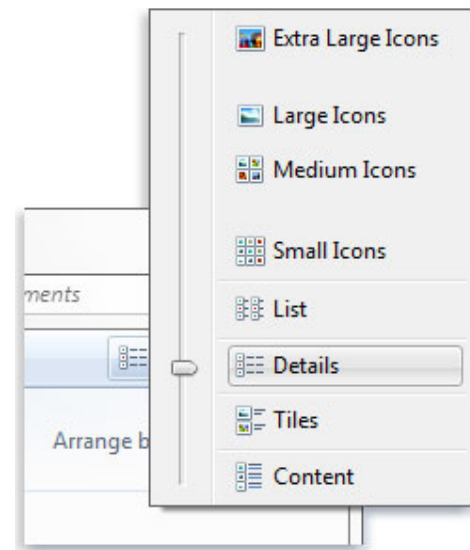 Extra Large Icons
Large Icons
Medium Icons
Small Icons
ments
List
Details
Arrange b
Tiles
Content